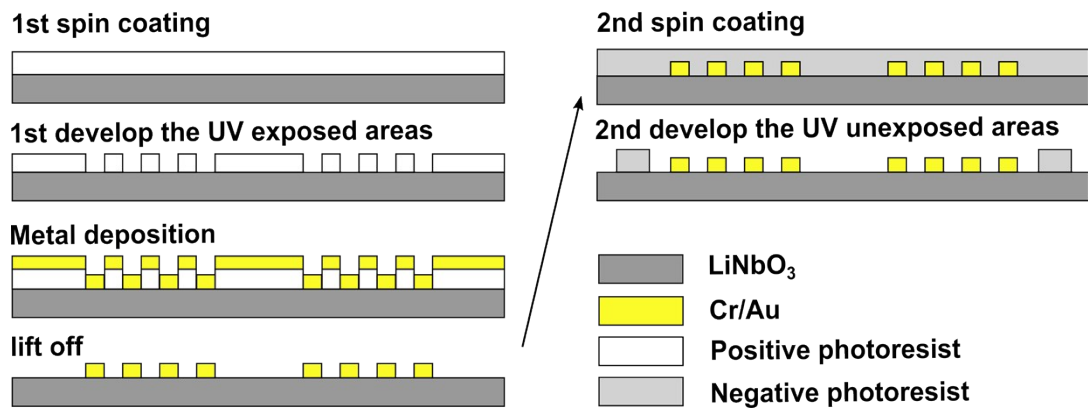 1st spin coating
1st develop the UV exposed areas
Metal deposition
lift off
2nd spin coating
2nd develop the UV unexposed areas
LiNbO₃
Cr/Au
Positive photoresist
Negative photoresist